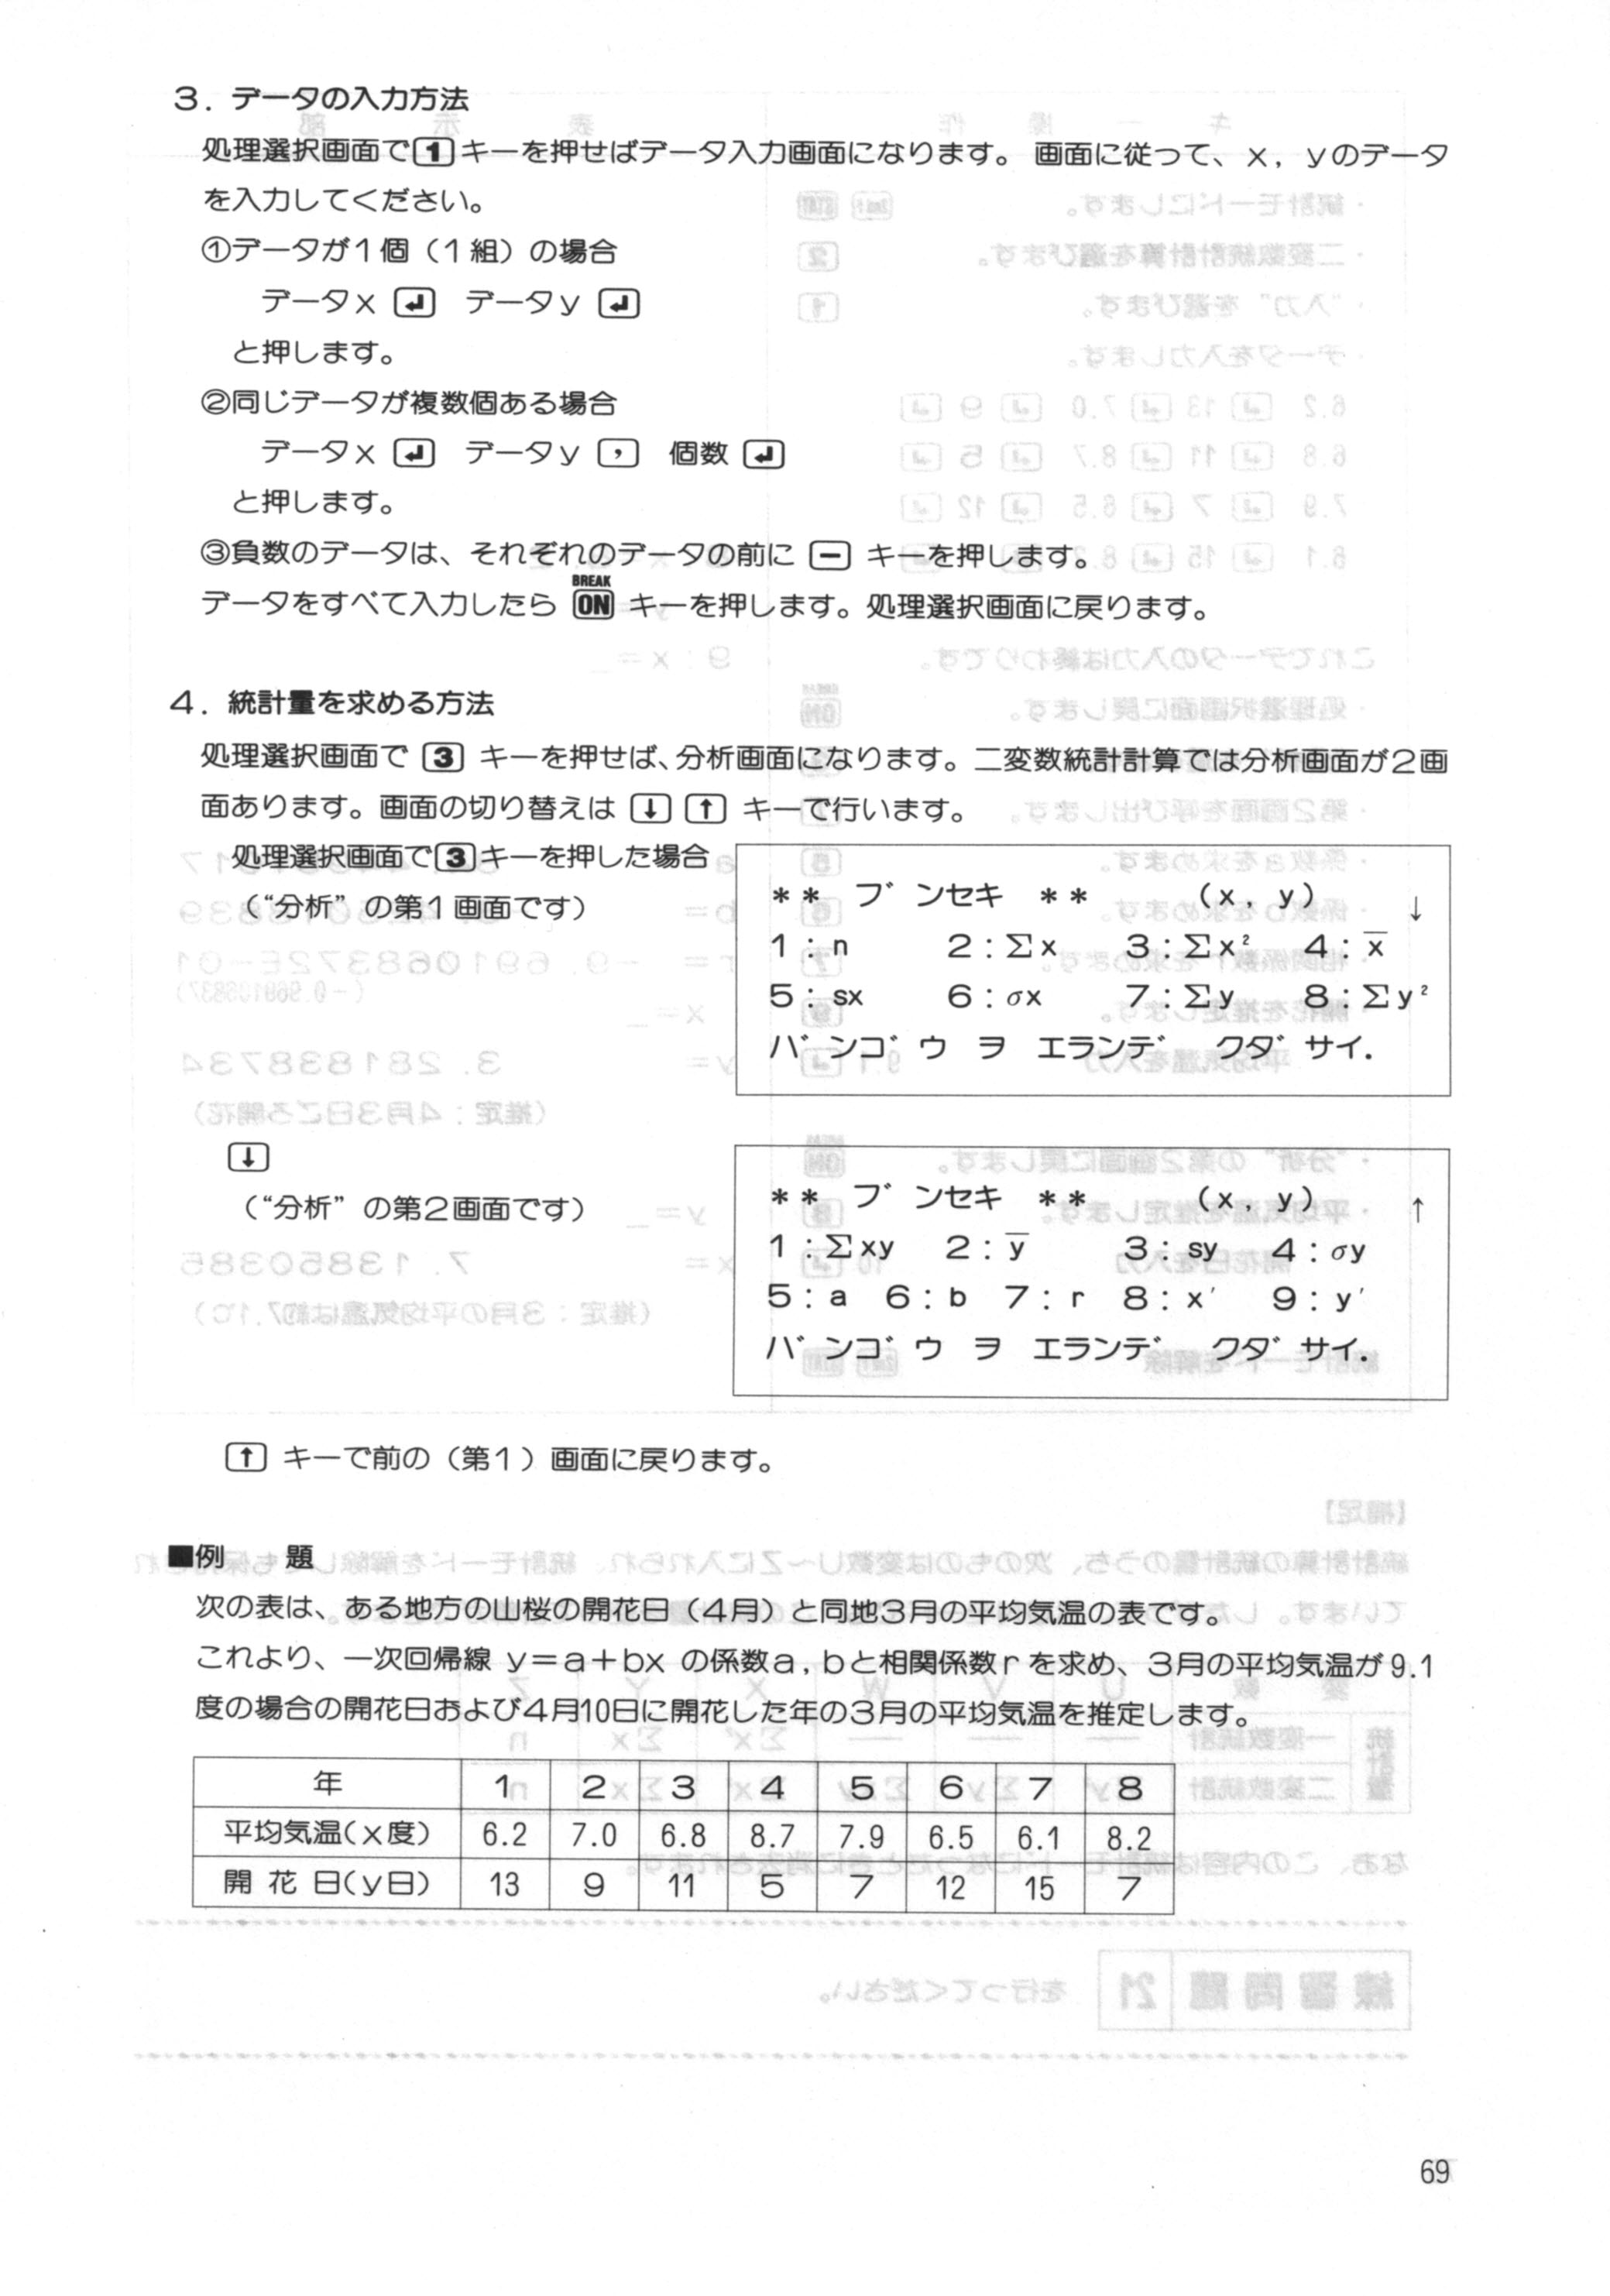 3．データの入力方法
処理選択画面で1キーを押せばデータ入力画面になります。画面に従って、x，yのデータ
を入力してください。
①データが1個（1組）の場合
データx ↵ データy ↵
と押します。
②同じデータが複数個ある場合
データx ↵ データy , 個数 ↵
と押します。
③負数のデータは、それぞれのデータの前に − キーを押します。
BREAK
データをすべて入力したら ON キーを押します。処理選択画面に戻ります。
4．統計量を求める方法
処理選択画面で 3 キーを押せば、分析画面になります。二変数統計計算では分析画面が2画
面あります。画面の切り替えは ↓ ↑ キーで行います。
処理選択画面で3キーを押した場合
（“分析”の第1画面です）
＊＊ ブンセキ ＊＊ （x，y） ↓
1：n 2：Σx 3：Σx² 4：x̅
5：sx 6：σx 7：Σy 8：Σy²
バンゴウ ヲ エランデ クダサイ．
↓
（“分析”の第2画面です）
＊＊ ブンセキ ＊＊ （x，y） ↑
1：Σxy 2：y̅ 3：sy 4：σy
5：a 6：b 7：r 8：x′ 9：y′
バンゴウ ヲ エランデ クダサイ．
↑ キーで前の（第1）画面に戻ります。
■例　題
次の表は、ある地方の山桜の開花日（4月）と同地3月の平均気温の表です。
これより、一次回帰線 y＝a＋bx の係数a，bと相関係数rを求め、3月の平均気温が9.1
度の場合の開花日および4月10日に開花した年の3月の平均気温を推定します。
年 1 2 3 4 5 6 7 8
平均気温(x度) 6.2 7.0 6.8 8.7 7.9 6.5 6.1 8.2
開花日(y日) 13 9 11 5 7 12 15 7
69